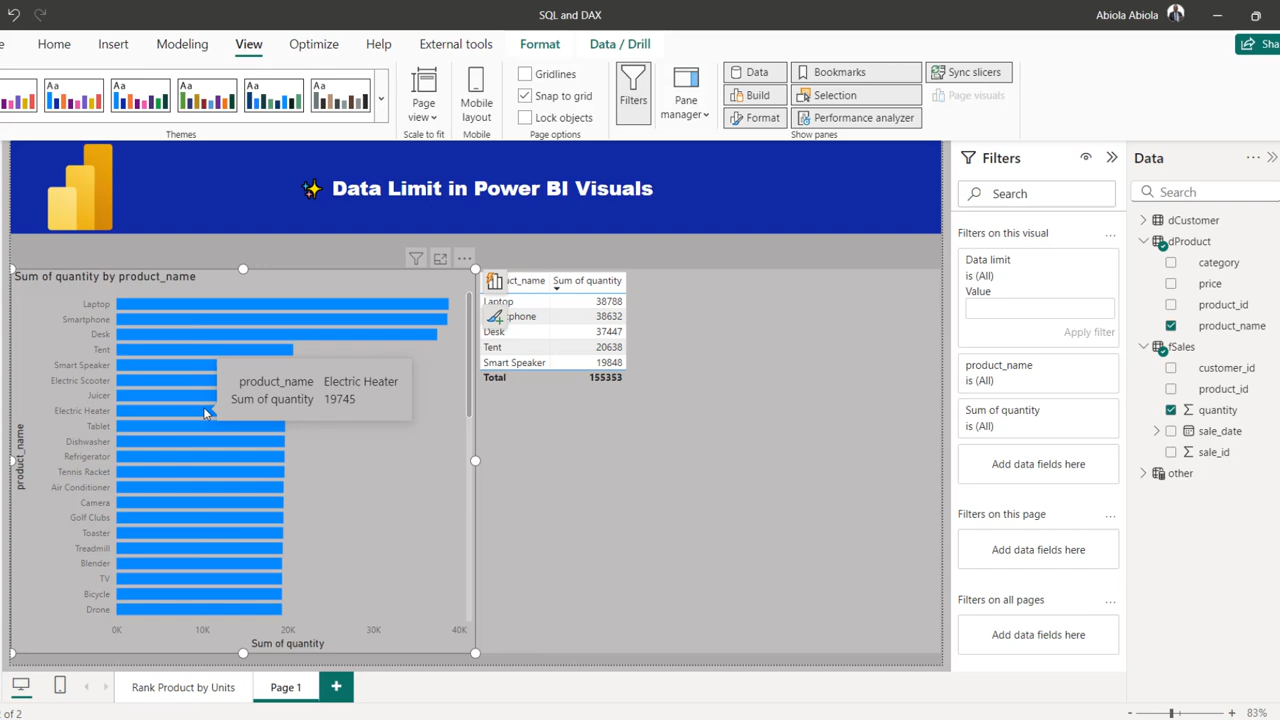 SQL and DAX
Abiola Abiola
Home Insert Modeling View Optimize Help External tools Format Data / Drill
Sha
Aa Aa Aa Aa Aa Aa
Themes
Page view
Scale to fit
Mobile layout
Mobile
Gridlines
Snap to grid
Lock objects
Page options
Filters
Pane manager
Data
Build
Format
Bookmarks
Selection
Performance analyzer
Sync slicers
Page visuals
Show panes
✨ Data Limit in Power BI Visuals
Sum of quantity by product_name
product_name
Laptop
Smartphone
Desk
Tent
Smart Speaker
Electric Scooter
Juicer
Electric Heater
Tablet
Dishwasher
Refrigerator
Tennis Racket
Air Conditioner
Camera
Golf Clubs
Toaster
Treadmill
Blender
TV
Bicycle
Drone
0K 10K 20K 30K 40K
Sum of quantity
product_name Electric Heater
Sum of quantity 19745
uct_name Sum of quantity
Laptop 38788
phone 38632
Desk 37447
Tent 20638
Smart Speaker 19848
Total 155353
Filters
Search
Filters on this visual ...
Data limit
is (All)
Value
Apply filter
product_name
is (All)
Sum of quantity
is (All)
Add data fields here
Filters on this page ...
Add data fields here
Filters on all pages ...
Add data fields here
Data ...
Search
dCustomer
dProduct
category
price
product_id
product_name
fSales
customer_id
product_id
Σ quantity
sale_date
Σ sale_id
other
Rank Product by Units
Page 1
2 of 2
- + 83%